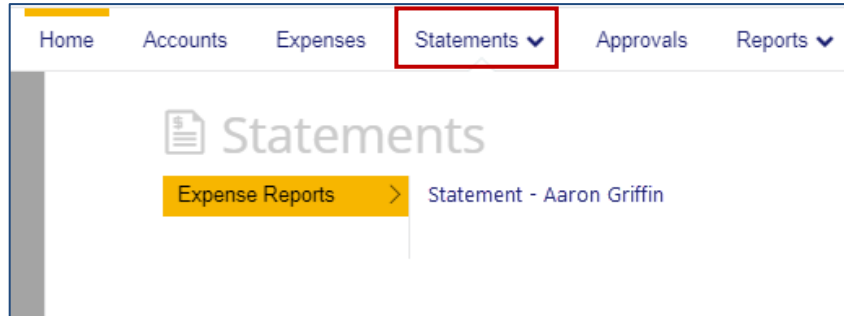 Home Accounts Expenses Statements Approvals Reports
$ Statements
Expense Reports Statement - Aaron Griffin